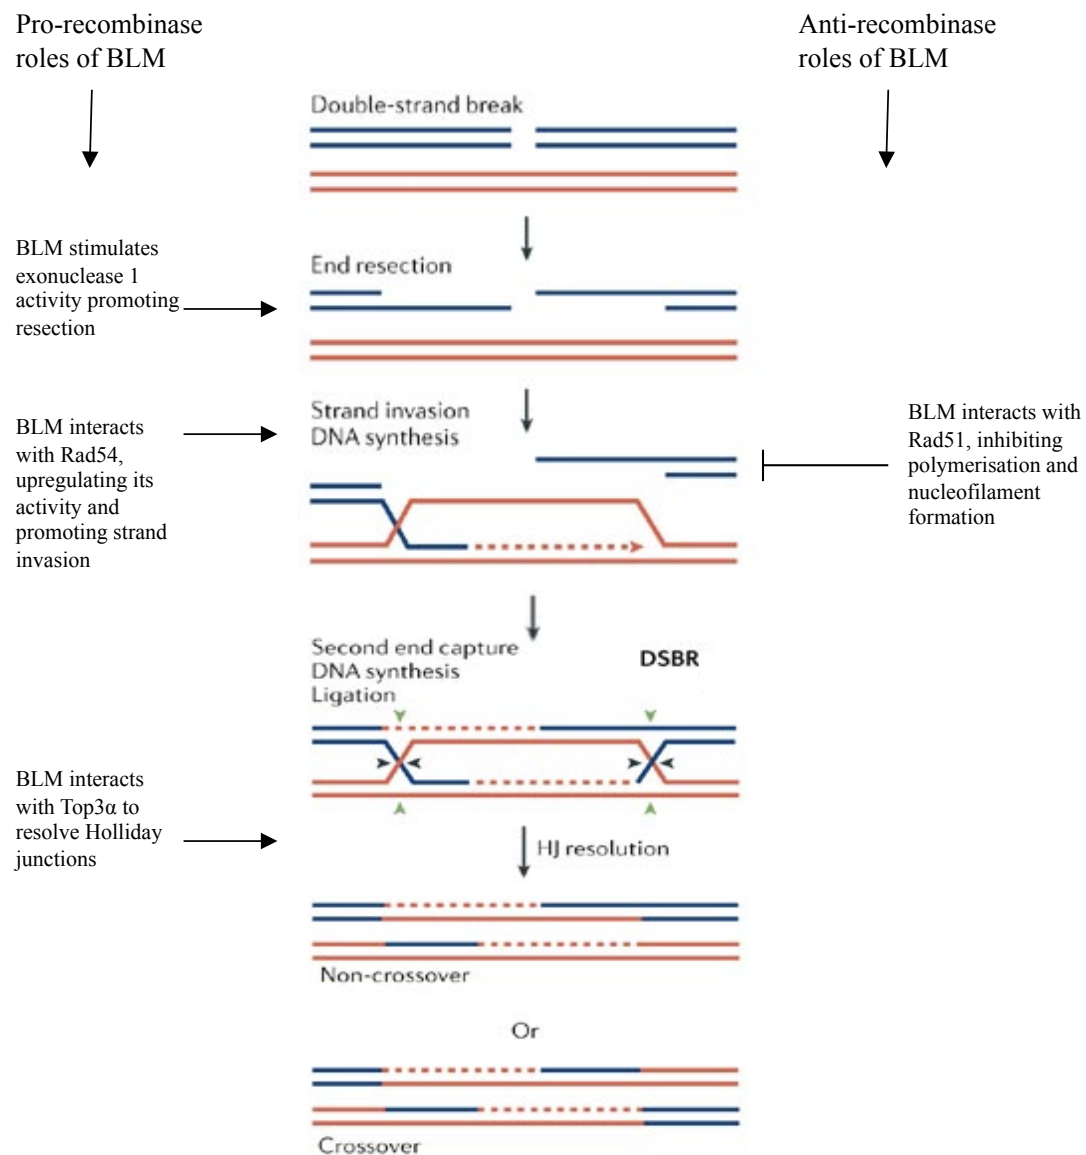 Pro-recombinase
roles of BLM
Anti-recombinase
roles of BLM
Double-strand break
BLM stimulates
exonuclease 1
activity promoting
resection
End resection
BLM interacts
with Rad54,
upregulating its
activity and
promoting strand
invasion
Strand invasion
DNA synthesis
BLM interacts with
Rad51, inhibiting
polymerisation and
nucleofilament
formation
Second end capture
DNA synthesis
Ligation
DSBR
BLM interacts
with Top3α to
resolve Holliday
junctions
HJ resolution
Non-crossover
Or
Crossover